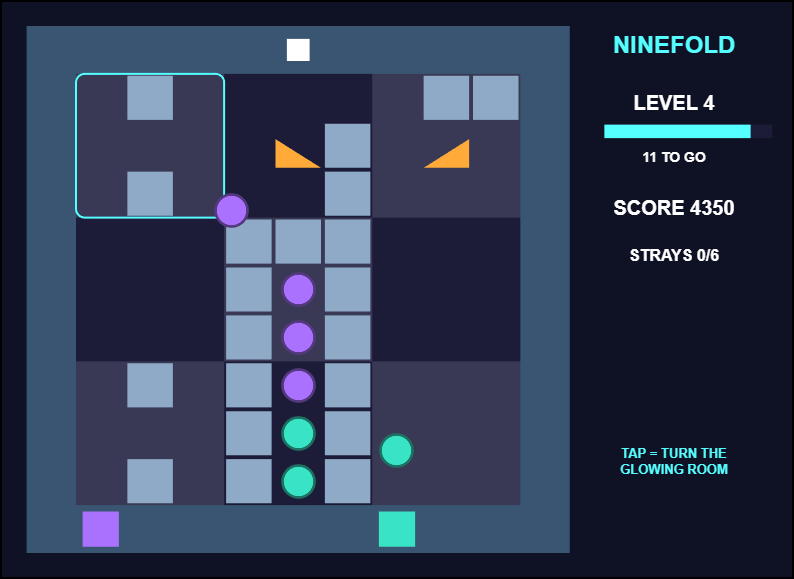 NINEFOLD
LEVEL 4
11 TO GO
SCORE 4350
STRAYS 0/6
TAP = TURN THE
GLOWING ROOM